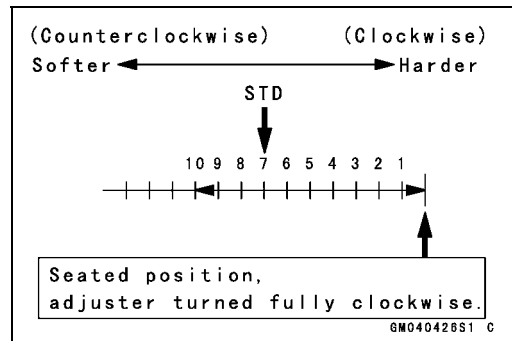 (Counterclockwise) (Clockwise)
Softer Harder
STD
10 9 8 7 6 5 4 3 2 1
Seated position,
adjuster turned fully clockwise.
GM040426S1 C